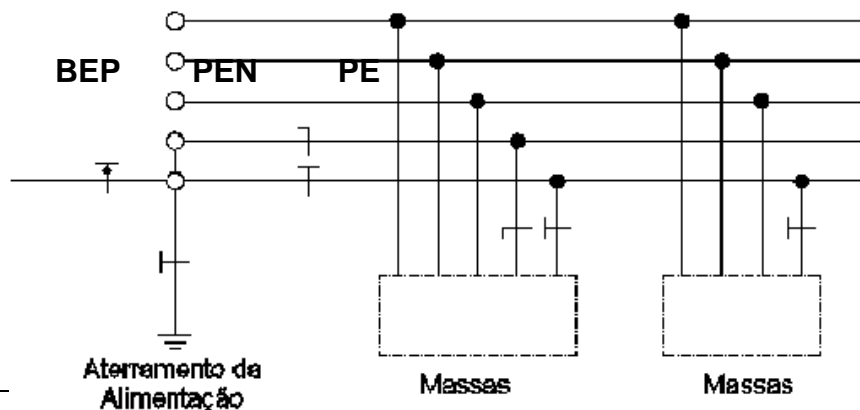 BEP PEN PE
Aterramento da
Alimentação
Massas
Massas